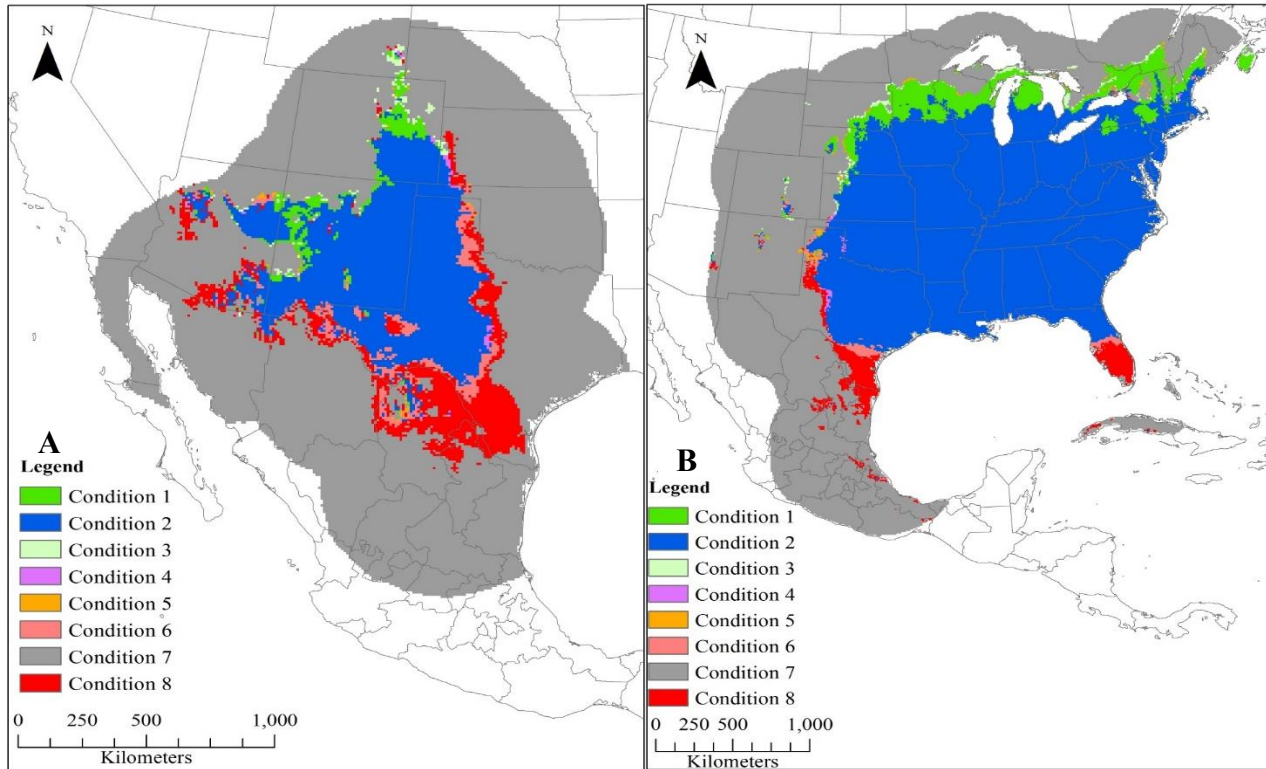 N
A
Legend
Condition 1
Condition 2
Condition 3
Condition 4
Condition 5
Condition 6
Condition 7
Condition 8
0 250 500 1,000
Kilometers
N
B
Legend
Condition 1
Condition 2
Condition 3
Condition 4
Condition 5
Condition 6
Condition 7
Condition 8
0 250 500 1,000
Kilometers